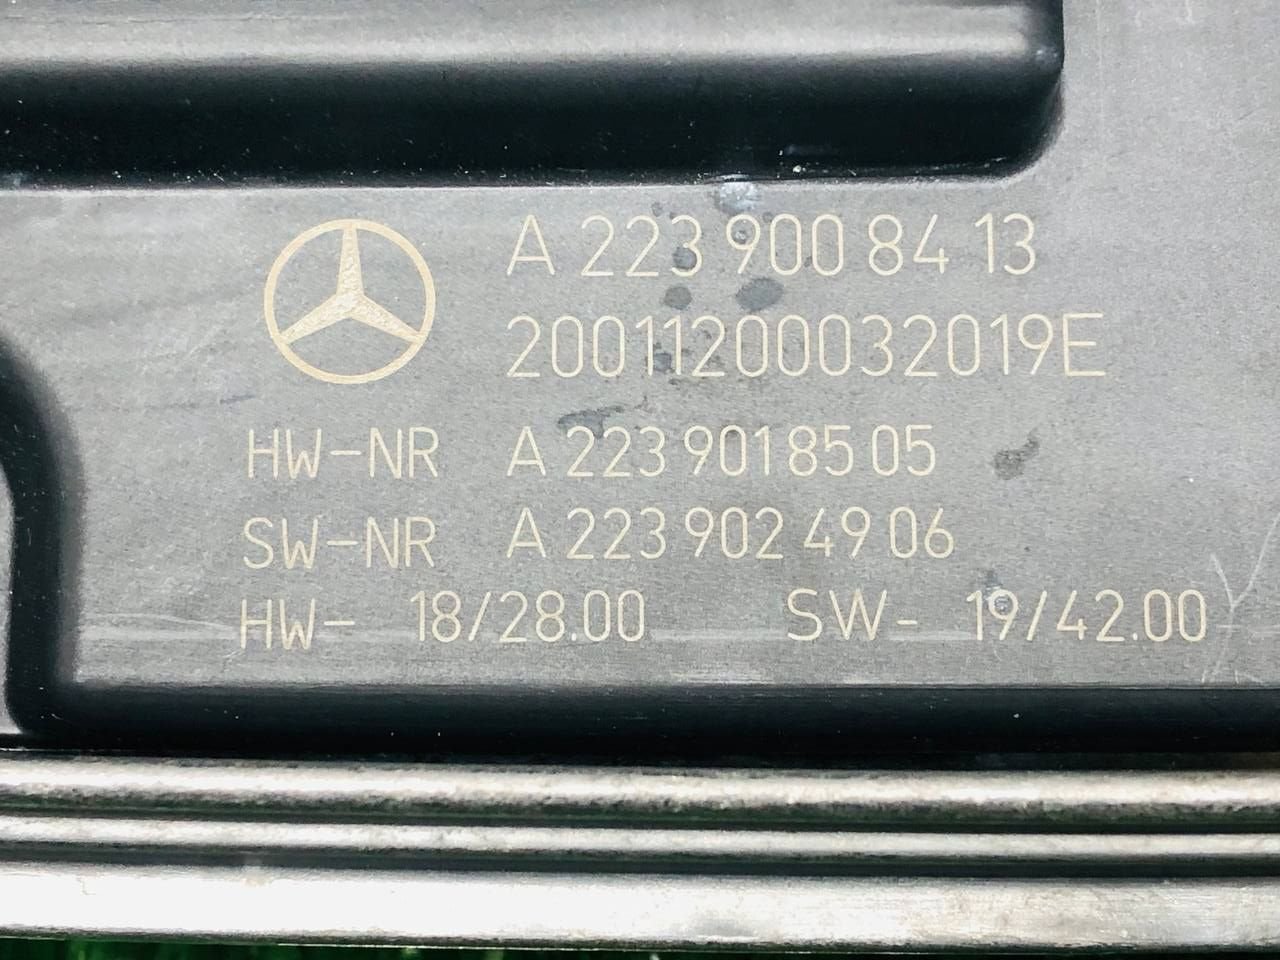 A 223 900 84 13
20011200032019E
HW-NR A 223 901 85 05
SW-NR A 223 902 49 06
HW- 18/28.00 SW- 19/42.00